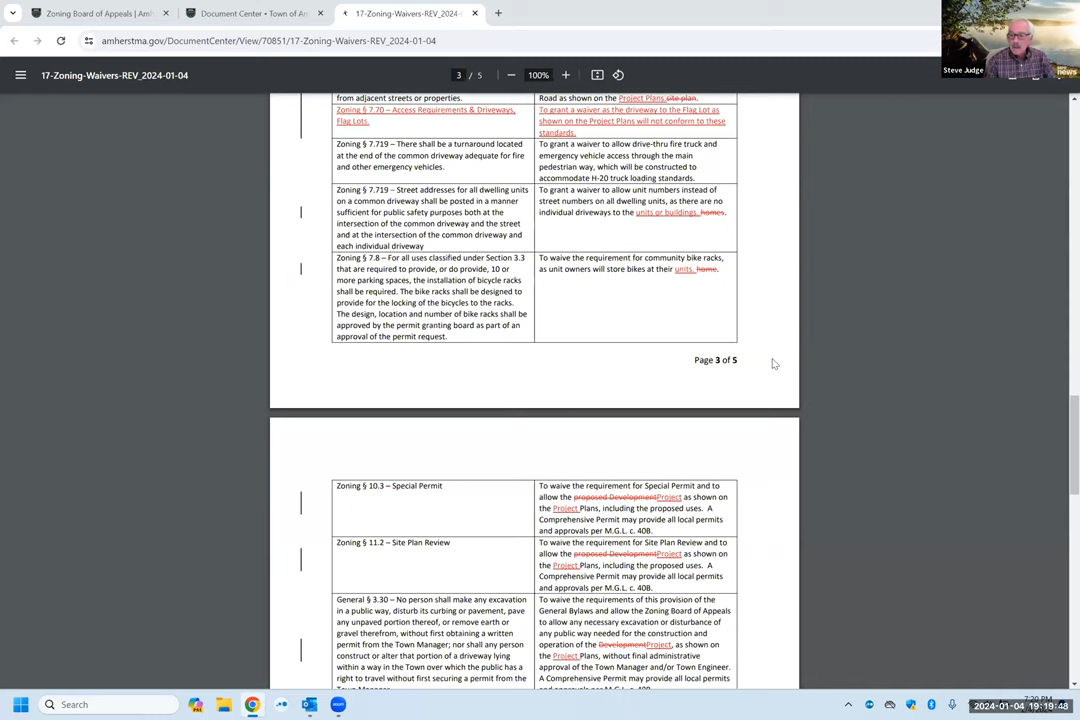 Zoning Board of Appeals | Amh
Document Center • Town of Am
17-Zoning-Waivers-REV_2024-01-
amherstma.gov/DocumentCenter/View/70851/17-Zoning-Waivers-REV_2024-01-04
17-Zoning-Waivers-REV_2024-01-04
3 / 5
100%
Steve Judge
news
from adjacent streets or properties.
Road as shown on the Project Plans.site plan.
Zoning § 7.70 – Access Requirements & Driveways,
Flag Lots.
To grant a waiver as the driveway to the Flag Lot as
shown on the Project Plans will not conform to these
standards.
Zoning § 7.719 – There shall be a turnaround located
at the end of the common driveway adequate for fire
and other emergency vehicles.
To grant a waiver to allow drive-thru fire truck and
emergency vehicle access through the main
pedestrian way, which will be constructed to
accommodate H-20 truck loading standards.
Zoning § 7.719 – Street addresses for all dwelling units
on a common driveway shall be posted in a manner
sufficient for public safety purposes both at the
intersection of the common driveway and the street
and at the intersection of the common driveway and
each individual driveway
To grant a waiver to allow unit numbers instead of
street numbers on all dwelling units, as there are no
individual driveways to the units or buildings. homes.
Zoning § 7.8 – For all uses classified under Section 3.3
that are required to provide, or do provide, 10 or
more parking spaces, the installation of bicycle racks
shall be required. The bike racks shall be designed to
provide for the locking of the bicycles to the racks.
The design, location and number of bike racks shall be
approved by the permit granting board as part of an
approval of the permit request.
To waive the requirement for community bike racks,
as unit owners will store bikes at their units. home.
Page 3 of 5
Zoning § 10.3 – Special Permit
To waive the requirement for Special Permit and to
allow the proposed DevelopmentProject as shown on
the Project Plans, including the proposed uses. A
Comprehensive Permit may provide all local permits
and approvals per M.G.L. c. 40B.
Zoning § 11.2 – Site Plan Review
To waive the requirement for Site Plan Review and to
allow the proposed DevelopmentProject as shown on
the Project Plans, including the proposed uses. A
Comprehensive Permit may provide all local permits
and approvals per M.G.L. c. 40B.
General § 3.30 – No person shall make any excavation
in a public way, disturb its curbing or pavement, pave
any unpaved portion thereof, or remove earth or
gravel therefrom, without first obtaining a written
permit from the Town Manager; nor shall any person
construct or alter that portion of a driveway lying
within a way in the Town over which the public has a
right to travel without first securing a permit from the
Town Manager.
To waive the requirements of this provision of the
General Bylaws and allow the Zoning Board of Appeals
to allow any necessary excavation or disturbance of
any public way needed for the construction and
operation of the DevelopmentProject, as shown on
the Project Plans, without final administrative
approval of the Town Manager and/or Town Engineer.
A Comprehensive Permit may provide all local permits
and approvals per M.G.L. c. 40B.
Search
7:20 PM
2024-01-04 19:19:48